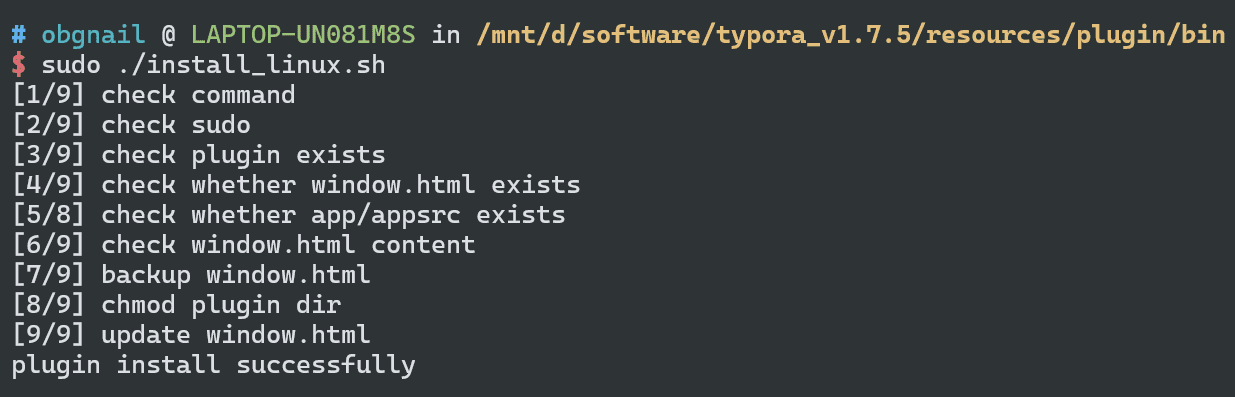 # obgnail @ LAPTOP-UN081M8S in /mnt/d/software/typora_v1.7.5/resources/plugin/bin
$ sudo ./install_linux.sh
[1/9] check command
[2/9] check sudo
[3/9] check plugin exists
[4/9] check whether window.html exists
[5/8] check whether app/appsrc exists
[6/9] check window.html content
[7/9] backup window.html
[8/9] chmod plugin dir
[9/9] update window.html
plugin install successfully